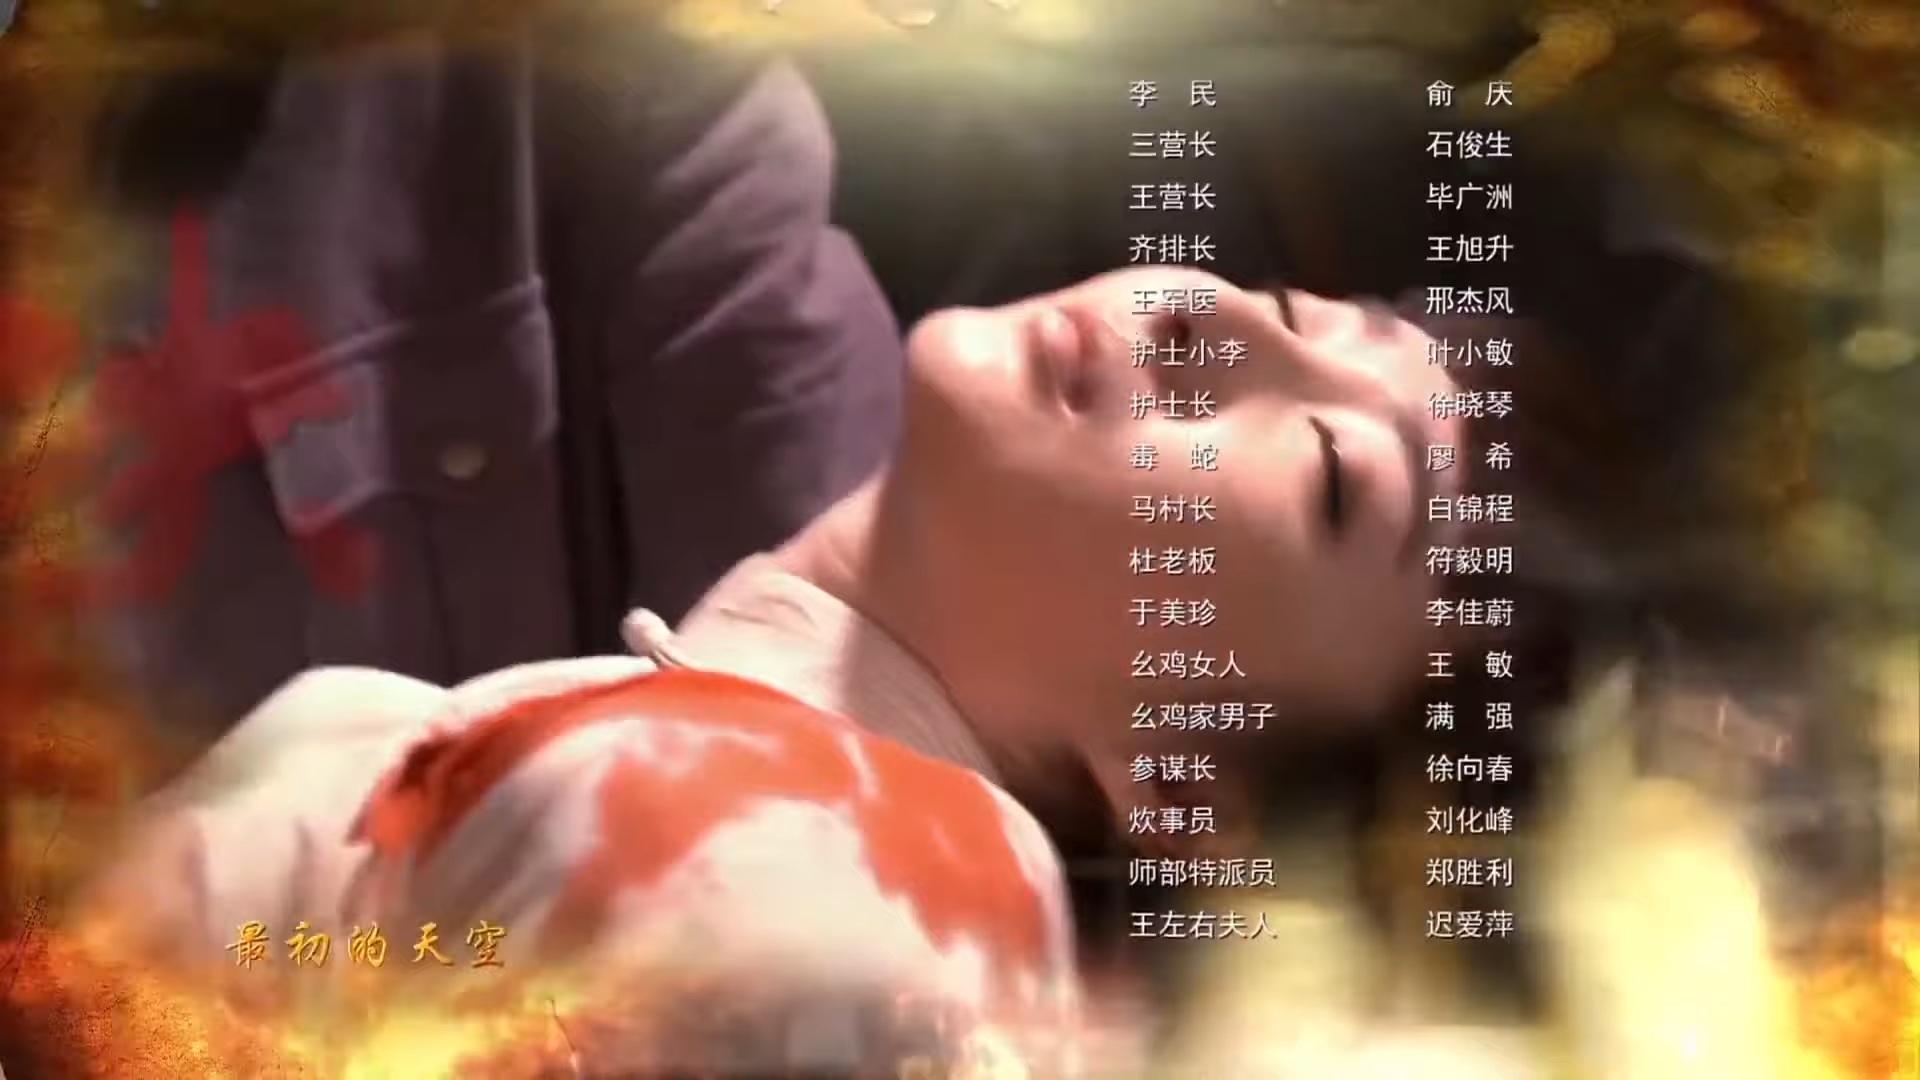 李 民 俞 庆
三营长 石俊生
王营长 毕广洲
齐排长 王旭升
王军医 邢杰风
护士小李 叶小敏
护士长 徐晓琴
毒 蛇 廖 希
马村长 白锦程
杜老板 符毅明
于美珍 李佳蔚
幺鸡女人 王 敏
幺鸡家男子 满 强
参谋长 徐向春
炊事员 刘化峰
师部特派员 郑胜利
王左右夫人 迟爱萍
最初的天空